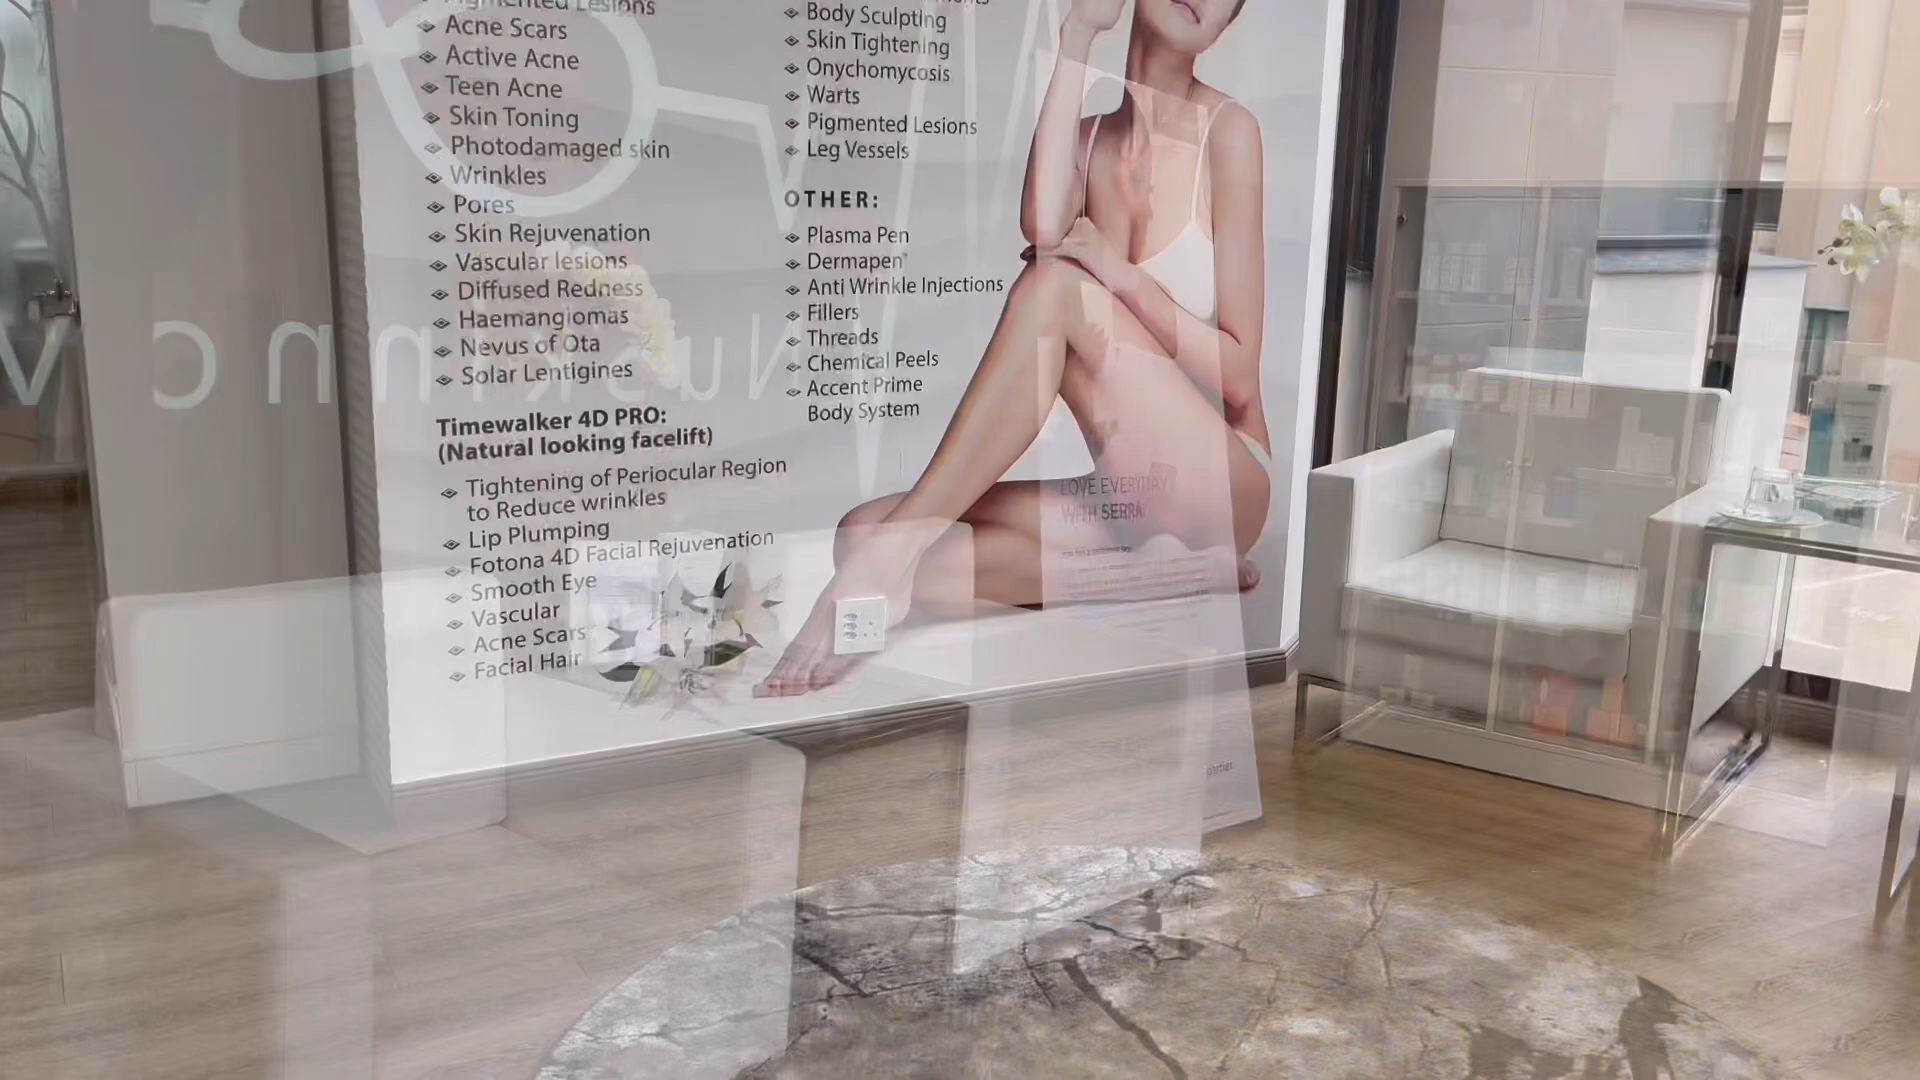 Pigmented Lesions
Acne Scars
Active Acne
Teen Acne
Skin Toning
Photodamaged skin
Wrinkles
Pores
Skin Rejuvenation
Vascular lesions
Diffused Redness
Haemangiomas
Nevus of Ota
Solar Lentigines
Timewalker 4D PRO:
(Natural looking facelift)
Tightening of Periocular Region
to Reduce wrinkles
Lip Plumping
Fotona 4D Facial Rejuvenation
Smooth Eye
Vascular
Acne Scars
Facial Hair
Body Sculpting
Skin Tightening
Onychomycosis
Warts
Pigmented Lesions
Leg Vessels
OTHER:
Plasma Pen
Dermapen
Anti Wrinkle Injections
Fillers
Threads
Chemical Peels
Accent Prime
Body System
LOVE EVERYDAY
WITH SERRA